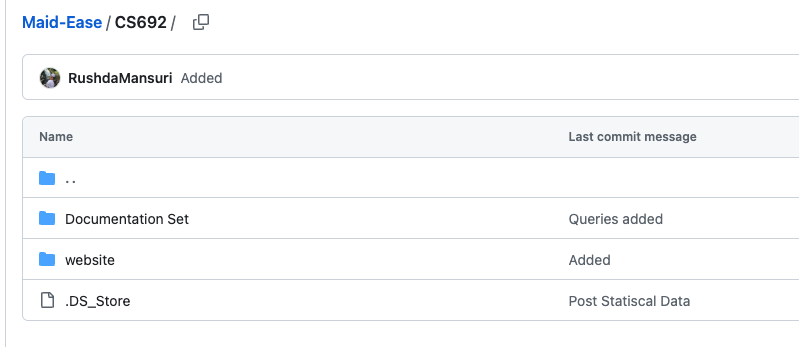 Maid-Ease / CS692 /
RushdaMansuri Added
Name Last commit message
..
Documentation Set Queries added
website Added
.DS_Store Post Statiscal Data